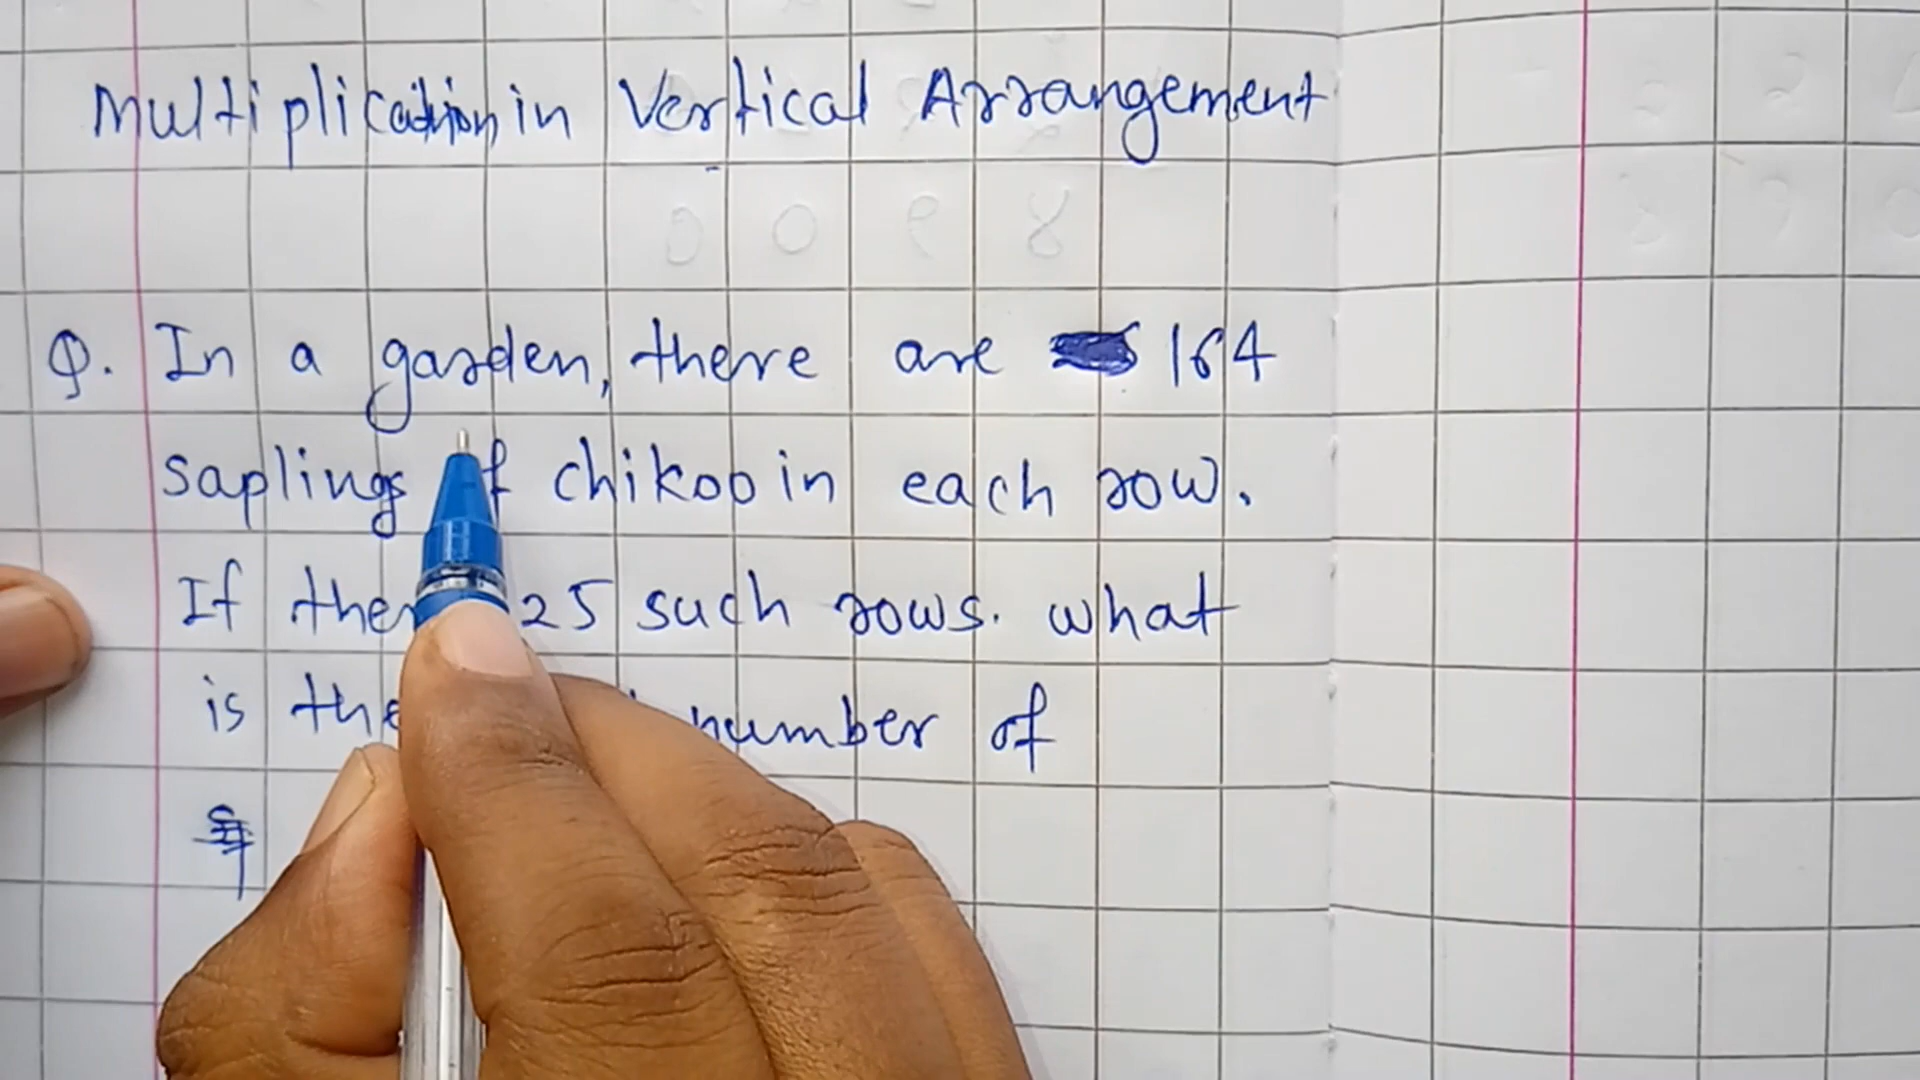 Multiplication in Vertical Arrangement
Q. In a garden, there are 164
saplings of chikoo in each row.
If 25 such rows. what
is the number of